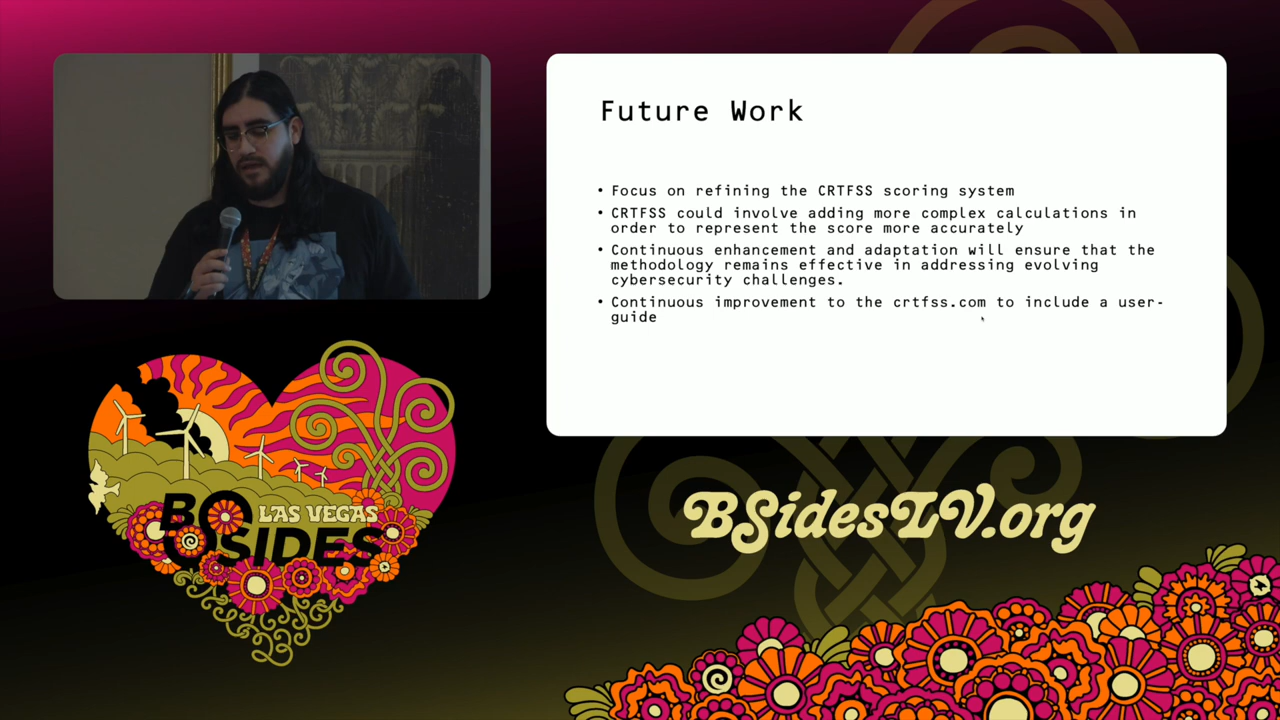 Future Work
• Focus on refining the CRTFSS scoring system
• CRTFSS could involve adding more complex calculations in
order to represent the score more accurately
• Continuous enhancement and adaptation will ensure that the
methodology remains effective in addressing evolving
cybersecurity challenges.
• Continuous improvement to the crtfss.com to include a user-
guide
LAS VEGAS
BSIDES
BSidesLV.org